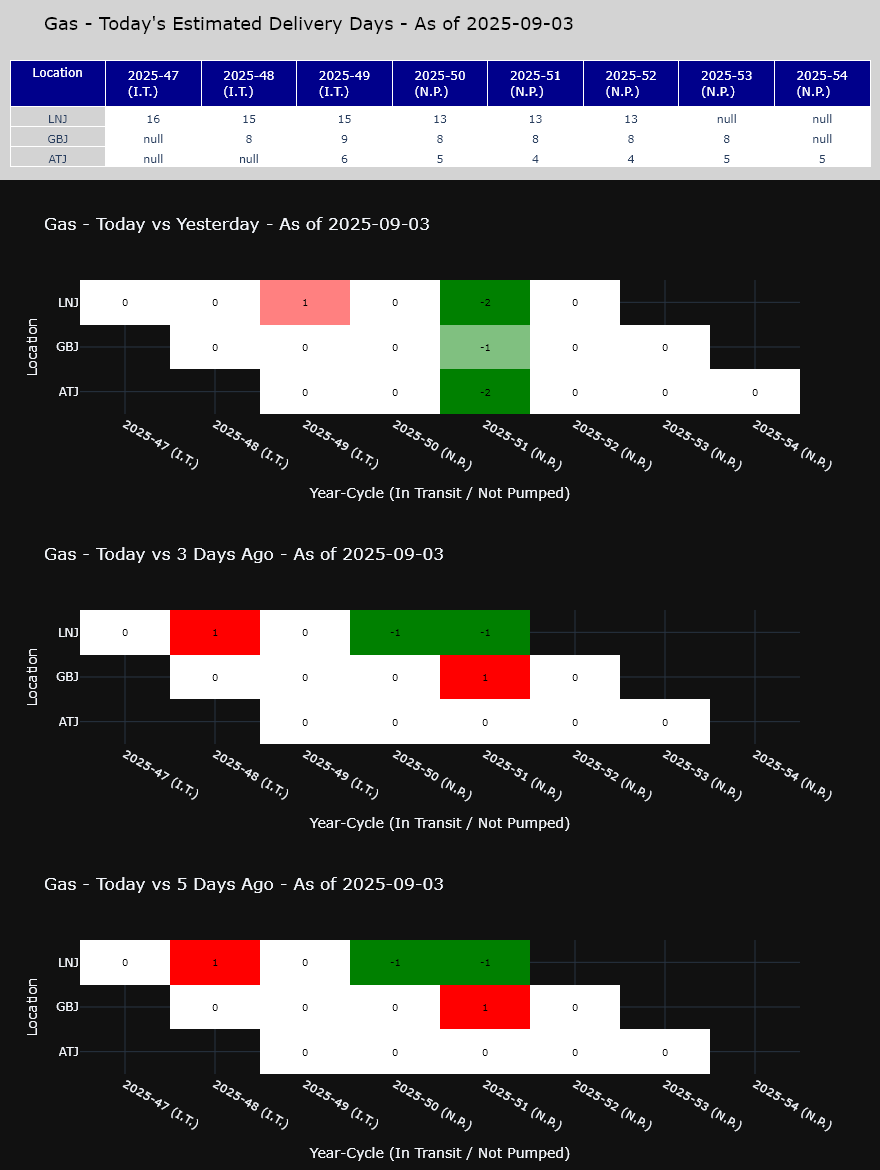 Gas - Today's Estimated Delivery Days - As of 2025-09-03
Location 2025-47 (I.T.) 2025-48 (I.T.) 2025-49 (I.T.) 2025-50 (N.P.) 2025-51 (N.P.) 2025-52 (N.P.) 2025-53 (N.P.) 2025-54 (N.P.)
LNJ 16 15 15 13 13 13 null null
GBJ null 8 9 8 8 8 8 null
ATJ null null 6 5 4 4 5 5
Gas - Today vs Yesterday - As of 2025-09-03
Location
LNJ 0 0 1 0 -2 0
GBJ 0 0 0 -1 0 0
ATJ 0 0 -2 0 0 0
2025-47 (I.T.) 2025-48 (I.T.) 2025-49 (I.T.) 2025-50 (N.P.) 2025-51 (N.P.) 2025-52 (N.P.) 2025-53 (N.P.) 2025-54 (N.P.)
Year-Cycle (In Transit / Not Pumped)
Gas - Today vs 3 Days Ago - As of 2025-09-03
Location
LNJ 0 1 0 -1 -1
GBJ 0 0 0 1 0
ATJ 0 0 0 0 0
2025-47 (I.T.) 2025-48 (I.T.) 2025-49 (I.T.) 2025-50 (N.P.) 2025-51 (N.P.) 2025-52 (N.P.) 2025-53 (N.P.) 2025-54 (N.P.)
Year-Cycle (In Transit / Not Pumped)
Gas - Today vs 5 Days Ago - As of 2025-09-03
Location
LNJ 0 1 0 -1 -1
GBJ 0 0 0 1 0
ATJ 0 0 0 0 0
2025-47 (I.T.) 2025-48 (I.T.) 2025-49 (I.T.) 2025-50 (N.P.) 2025-51 (N.P.) 2025-52 (N.P.) 2025-53 (N.P.) 2025-54 (N.P.)
Year-Cycle (In Transit / Not Pumped)